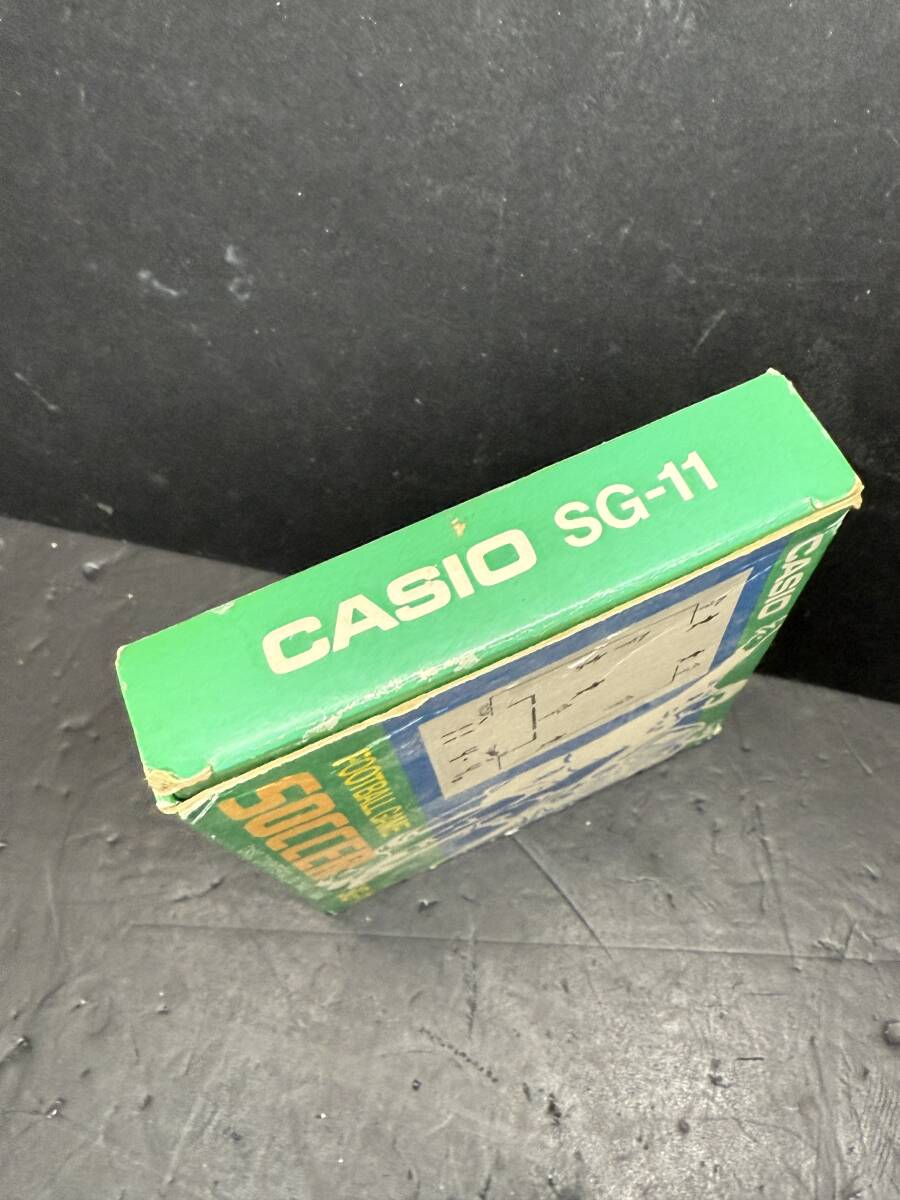 CASIO SG-11
CASIO
FOOTBALL GAME
SOCCER